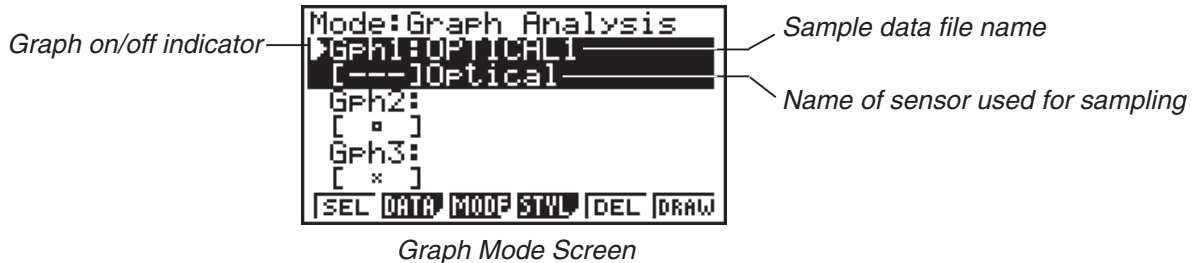 Mode:Graph Analysis
Graph on/off indicator
Gph1:OPTICAL1
Sample data file name
[---]Optical
Name of sensor used for sampling
Gph2:
[ ▫ ]
Gph3:
[ × ]
SEL DATA MODE STYL DEL DRAW
Graph Mode Screen